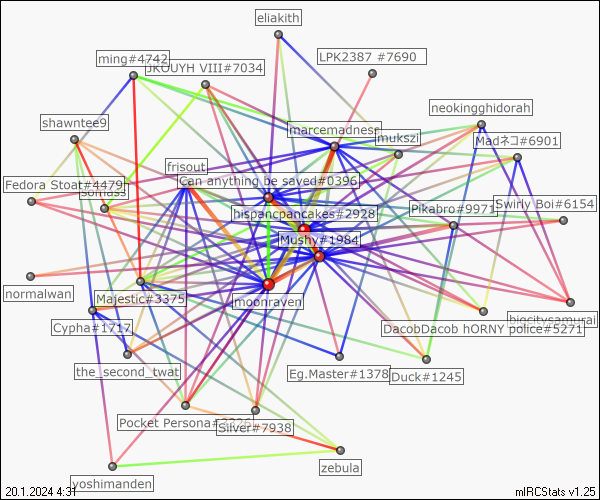 eliakith
ming#4742
LPK2387 #7690
JKOUYH VIII#7034
neokingghidorah
shawntee9
marcemadness
mukszi
Madネコ#6901
frisout
Fedora Stoat#4479
Can anything be saved#0396
somass
Swirly Boi#6154
hispancpancakes#2928
Pikabro#9971
Mushy#1984
normalwan
Majestic#3375
moonraven
bigcitysamurai
Cypha#1717
DacobDacob hORNY police#5271
the_second_twat
Eg.Master#1378
Duck#1245
Pocket Persona#
Silver#7938
zebula
yoshimanden
20.1.2024 4:31
mIRCStats v1.25